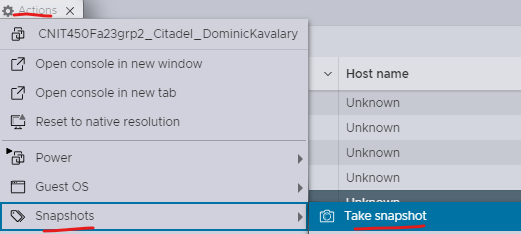 Actions
CNIT450Fa23grp2_Citadel_DominicKavalary
Open console in new window
Open console in new tab
Reset to native resolution
Power
Guest OS
Snapshots
Take snapshot
Host name
Unknown
Unknown
Unknown
Unknown
Unknown